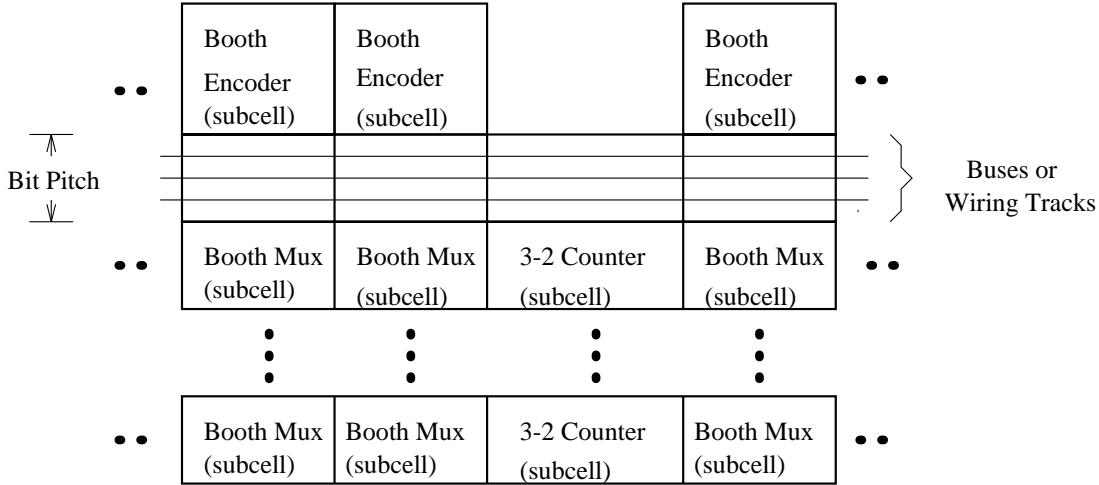 Booth
Encoder
(subcell)
Booth
Encoder
(subcell)
Booth
Encoder
(subcell)
Bit Pitch
Buses or
Wiring Tracks
Booth Mux
(subcell)
Booth Mux
(subcell)
3-2 Counter
(subcell)
Booth Mux
(subcell)
Booth Mux
(subcell)
Booth Mux
(subcell)
3-2 Counter
(subcell)
Booth Mux
(subcell)